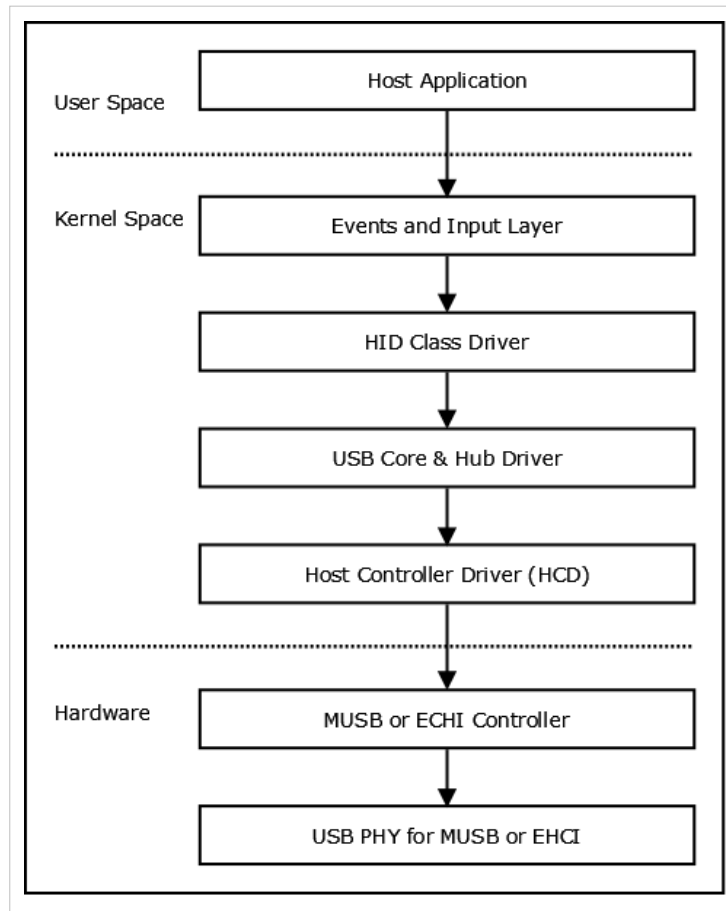 Host Application
User Space
Kernel Space
Events and Input Layer
HID Class Driver
USB Core & Hub Driver
Host Controller Driver (HCD)
Hardware
MUSB or ECHI Controller
USB PHY for MUSB or EHCI